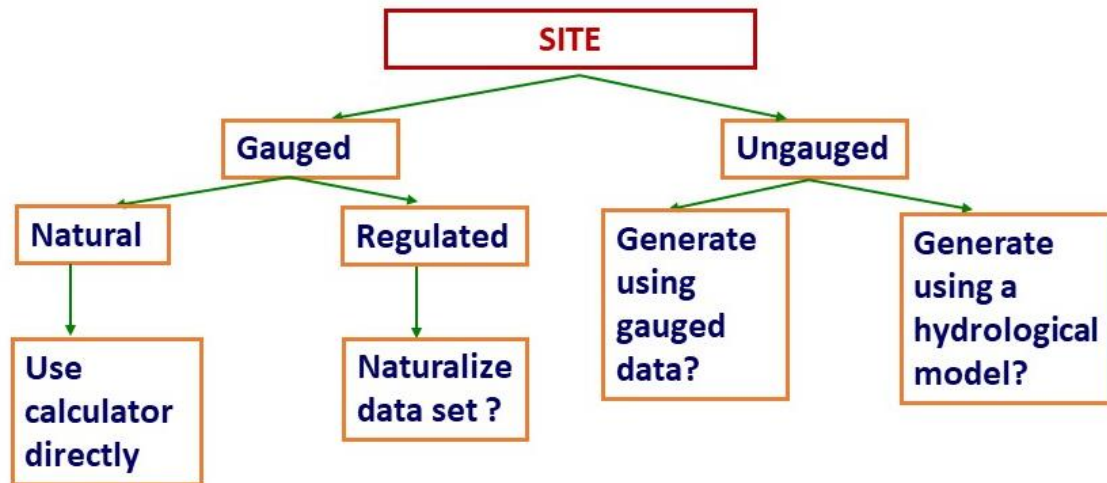 SITE
Gauged
Ungauged
Natural
Regulated
Generate
using
gauged
data?
Generate
using a
hydrological
model?
Use
calculator
directly
Naturalize
data set ?